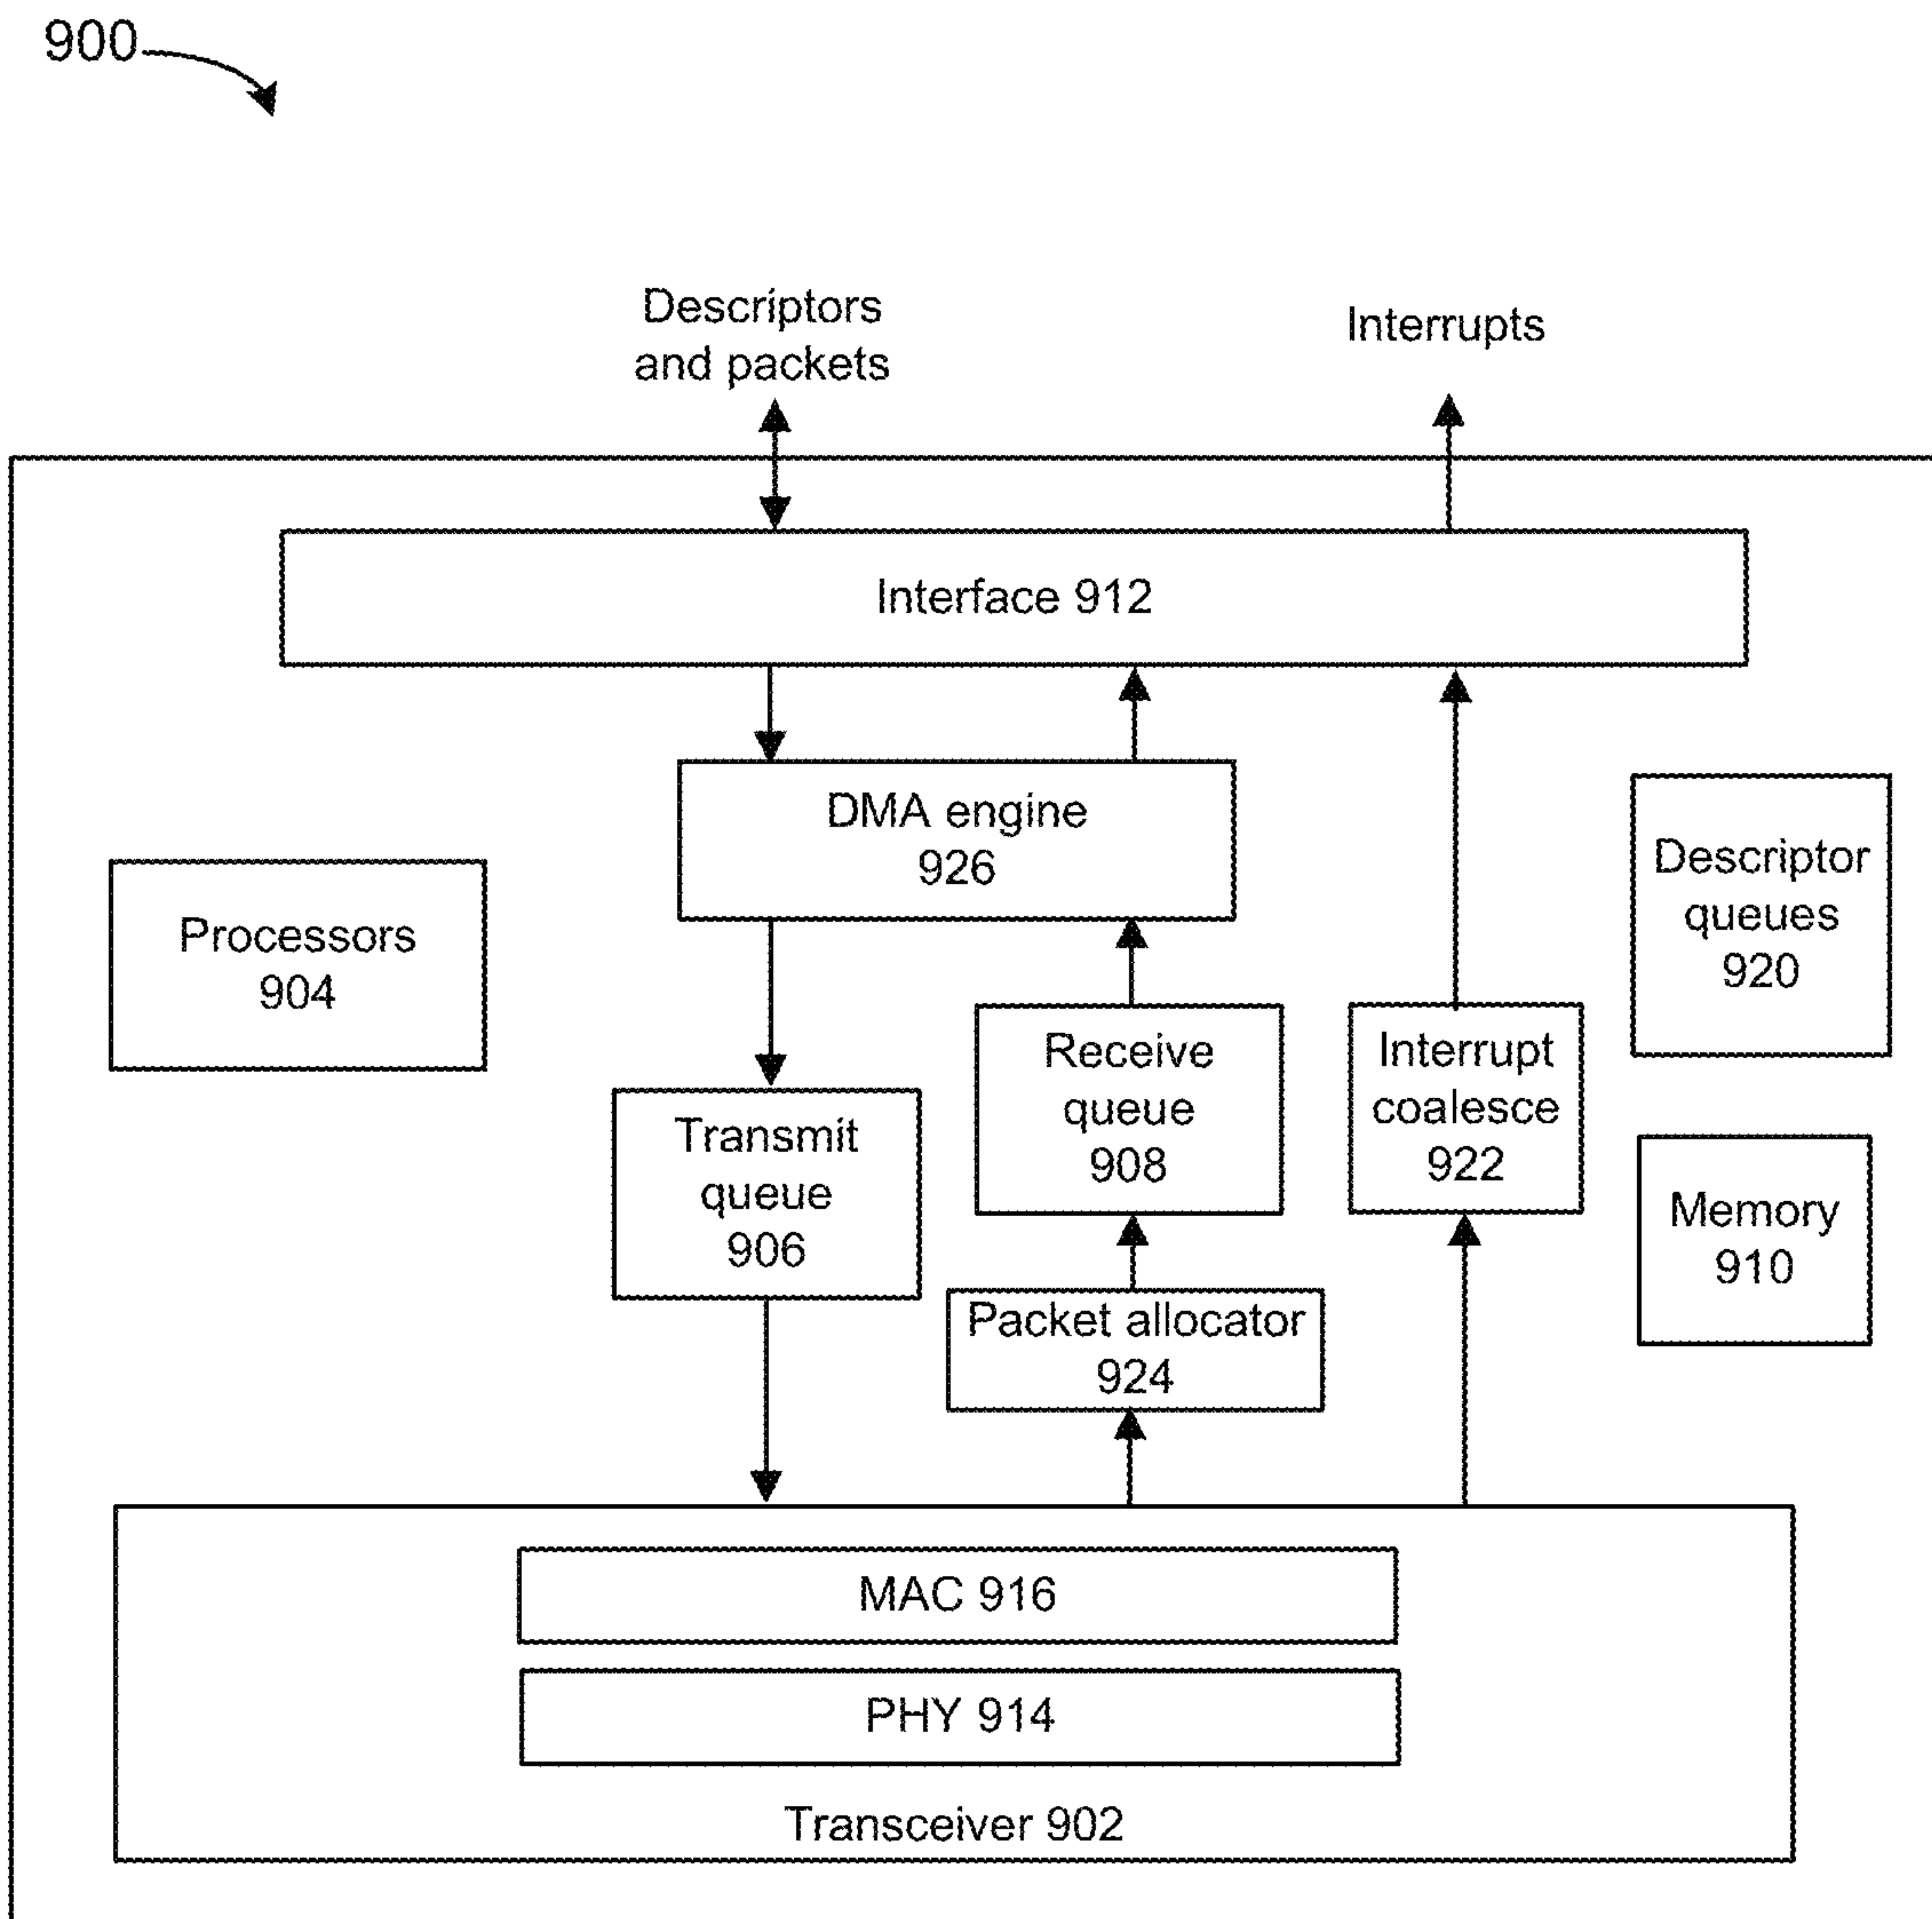 900
Descriptors
and packets
Interrupts
Interface 912
DMA engine
926
Processors
904
Descriptor
queues
920
Receive
queue
908
Interrupt
coalesce
922
Transmit
queue
906
Memory
910
Packet allocator
924
MAC 916
PHY 914
Transceiver 902